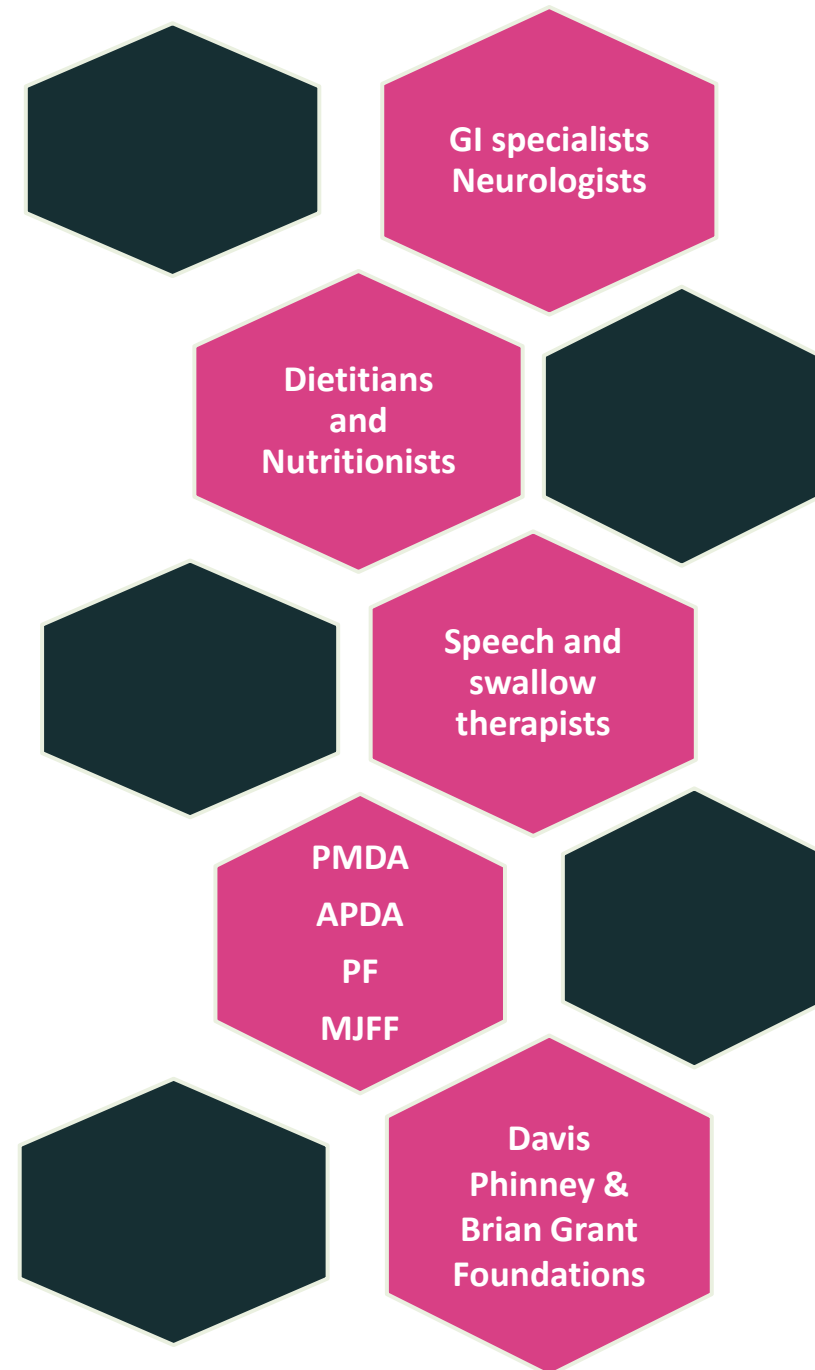 GI specialists
Neurologists
Dietitians
and
Nutritionists
Speech and
swallow
therapists
PMDA
APDA
PF
MJFF
Davis
Phinney &
Brian Grant
Foundations